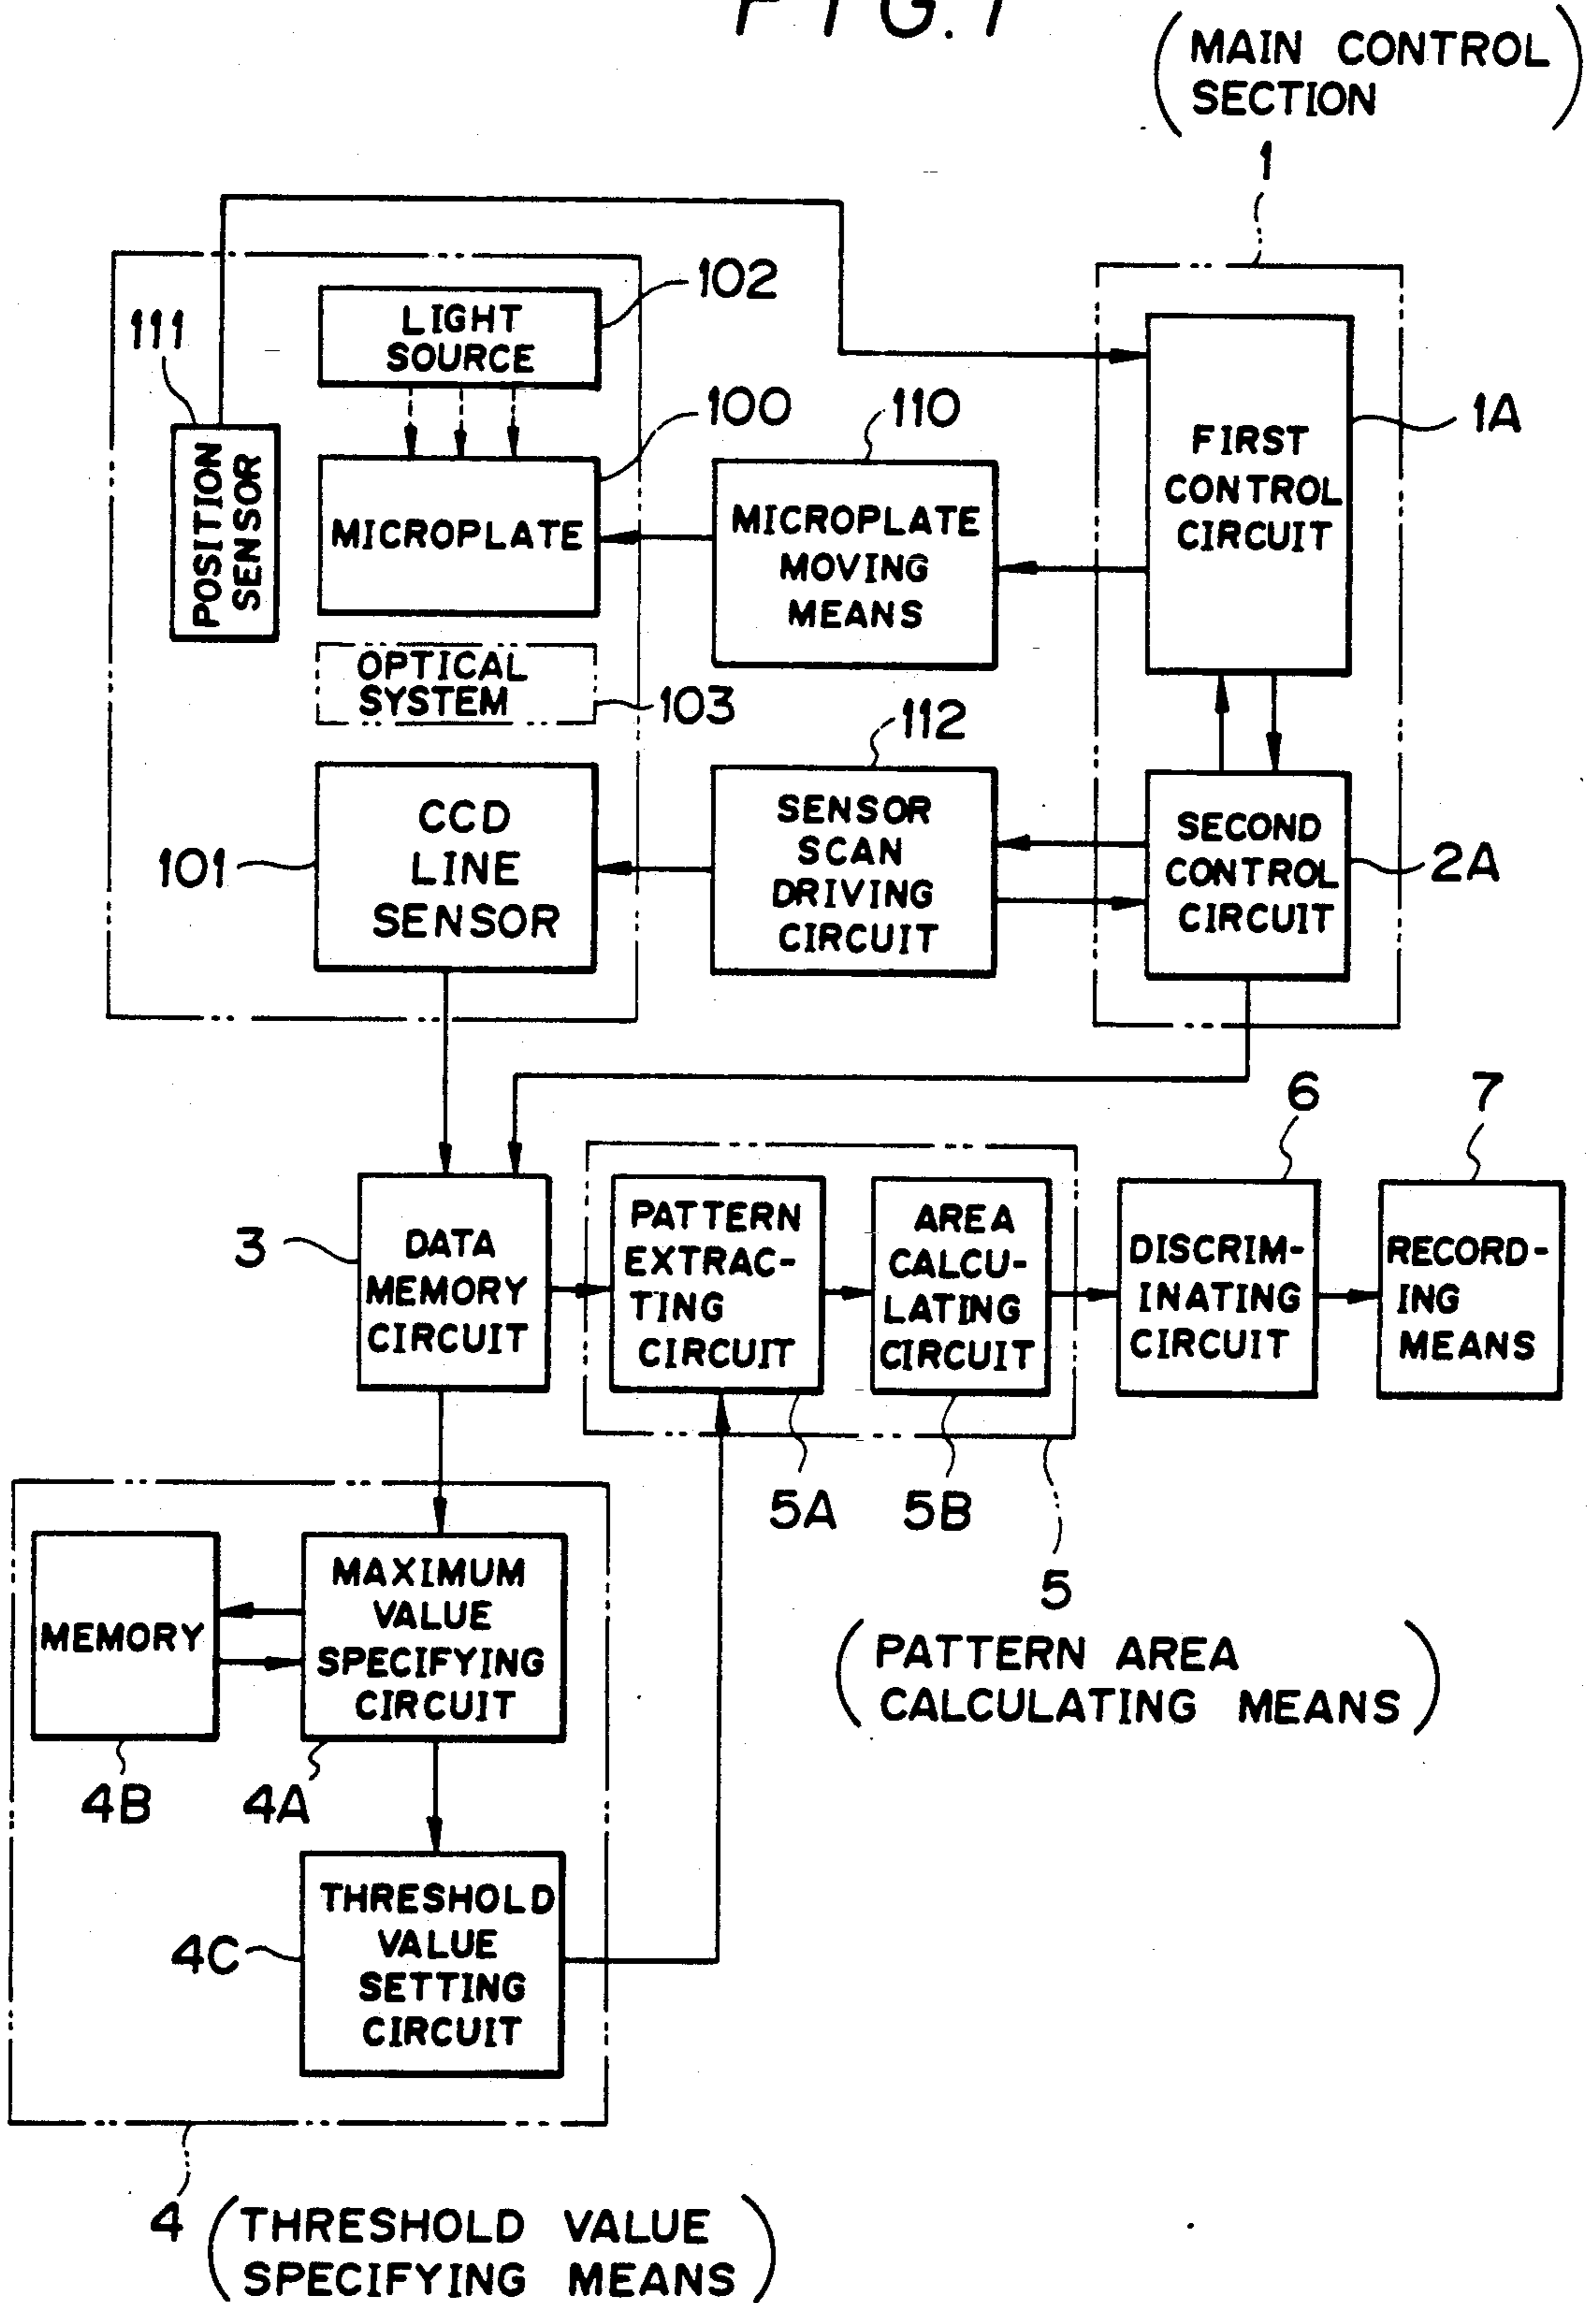 FIG. 1
( MAIN CONTROL
SECTION )
1
102
LIGHT
SOURCE
111
100
110
1A
POSITION
SENSOR
MICROPLATE
MICROPLATE
MOVING
MEANS
FIRST
CONTROL
CIRCUIT
OPTICAL
SYSTEM
103
112
101
CCD
LINE
SENSOR
SENSOR
SCAN
DRIVING
CIRCUIT
SECOND
CONTROL
CIRCUIT
2A
6
7
3
DATA
MEMORY
CIRCUIT
PATTERN
EXTRAC-
TING
CIRCUIT
AREA
CALCU-
LATING
CIRCUIT
DISCRIM-
INATING
CIRCUIT
RECORD-
ING
MEANS
5A
5B
5
( PATTERN AREA
CALCULATING MEANS )
MEMORY
MAXIMUM
VALUE
SPECIFYING
CIRCUIT
4B
4A
4C
THRESHOLD
VALUE
SETTING
CIRCUIT
4
( THRESHOLD VALUE
SPECIFYING MEANS )